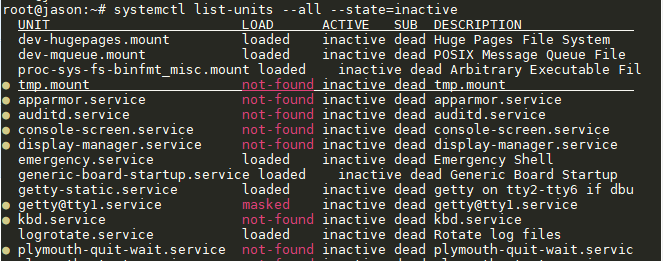 root@jason:~# systemctl list-units --all --state=inactive
UNIT LOAD ACTIVE SUB DESCRIPTION
dev-hugepages.mount loaded inactive dead Huge Pages File System
dev-mqueue.mount loaded inactive dead POSIX Message Queue File
proc-sys-fs-binfmt_misc.mount loaded inactive dead Arbitrary Executable Fil
● tmp.mount not-found inactive dead tmp.mount
● apparmor.service not-found inactive dead apparmor.service
● auditd.service not-found inactive dead auditd.service
● console-screen.service not-found inactive dead console-screen.service
● display-manager.service not-found inactive dead display-manager.service
emergency.service loaded inactive dead Emergency Shell
generic-board-startup.service loaded inactive dead Generic Board Startup
getty-static.service loaded inactive dead getty on tty2-tty6 if dbu
● getty@tty1.service masked inactive dead getty@tty1.service
● kbd.service not-found inactive dead kbd.service
logrotate.service loaded inactive dead Rotate log files
● plymouth-quit-wait.service not-found inactive dead plymouth-quit-wait.servic